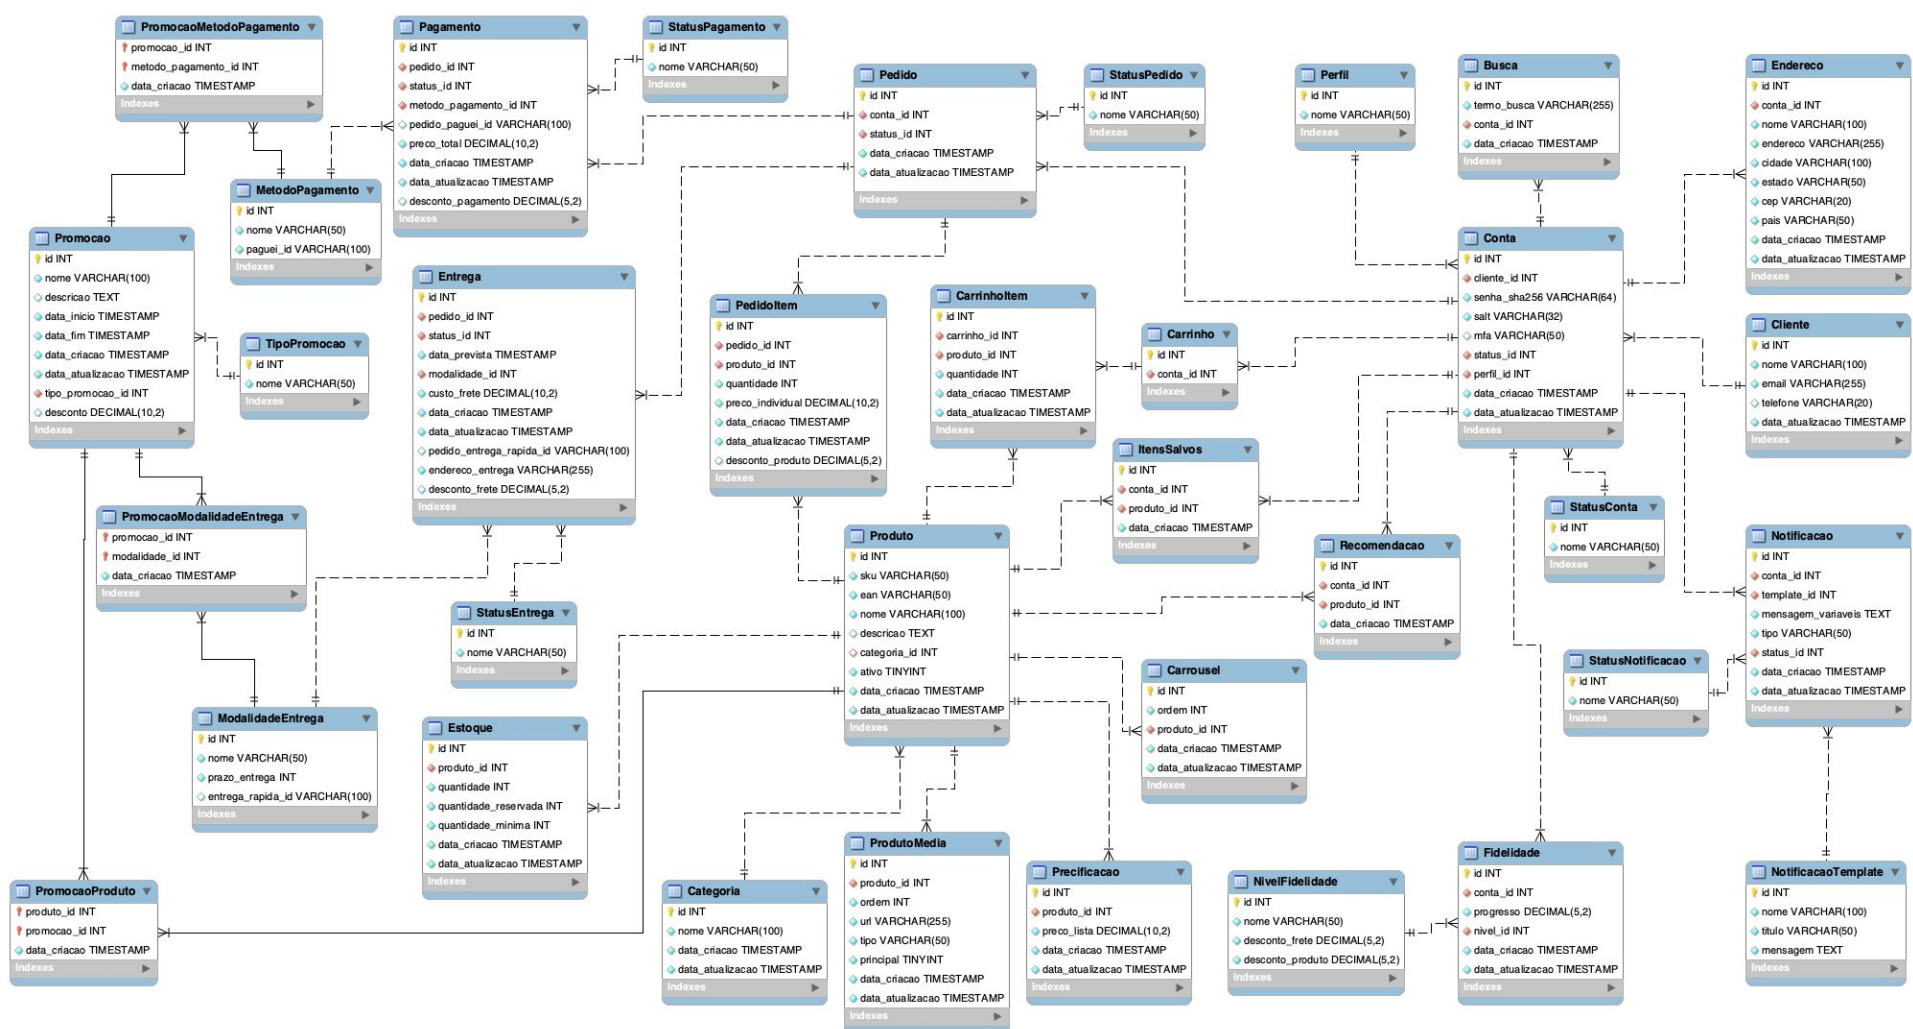 PromocaoMetodoPagamento
promocao_id INT
metodo_pagamento_id INT
data_criacao TIMESTAMP
Indexes
Pagamento
id INT
pedido_id INT
status_id INT
metodo_pagamento_id INT
pedido_paguei_id VARCHAR(100)
preco_total DECIMAL(10,2)
data_criacao TIMESTAMP
data_atualizacao TIMESTAMP
desconto_pagamento DECIMAL(5,2)
Indexes
StatusPagamento
id INT
nome VARCHAR(50)
Indexes
Pedido
id INT
conta_id INT
status_id INT
data_criacao TIMESTAMP
data_atualizacao TIMESTAMP
Indexes
StatusPedido
id INT
nome VARCHAR(50)
Indexes
Perfil
id INT
nome VARCHAR(50)
Indexes
Busca
id INT
termo_busca VARCHAR(255)
conta_id INT
data_criacao TIMESTAMP
Indexes
Endereco
id INT
conta_id INT
nome VARCHAR(100)
endereco VARCHAR(255)
cidade VARCHAR(100)
estado VARCHAR(50)
cep VARCHAR(20)
pais VARCHAR(50)
data_criacao TIMESTAMP
data_atualizacao TIMESTAMP
Indexes
MetodoPagamento
id INT
nome VARCHAR(50)
paguei_id VARCHAR(100)
Indexes
Promocao
id INT
nome VARCHAR(100)
descricao TEXT
data_inicio TIMESTAMP
data_fim TIMESTAMP
data_criacao TIMESTAMP
data_atualizacao TIMESTAMP
tipo_promocao_id INT
desconto DECIMAL(10,2)
Indexes
TipoPromocao
id INT
nome VARCHAR(50)
Indexes
Entrega
id INT
pedido_id INT
status_id INT
data_prevista TIMESTAMP
modalidade_id INT
custo_frete DECIMAL(10,2)
data_criacao TIMESTAMP
data_atualizacao TIMESTAMP
pedido_entrega_rapida_id VARCHAR(100)
endereco_entrega VARCHAR(255)
desconto_frete DECIMAL(5,2)
Indexes
PedidoItem
id INT
pedido_id INT
produto_id INT
quantidade INT
preco_individual DECIMAL(10,2)
data_criacao TIMESTAMP
data_atualizacao TIMESTAMP
desconto_produto DECIMAL(5,2)
Indexes
CarrinhoItem
id INT
carrinho_id INT
produto_id INT
quantidade INT
data_criacao TIMESTAMP
data_atualizacao TIMESTAMP
Indexes
Carrinho
id INT
conta_id INT
Indexes
Conta
id INT
cliente_id INT
senha_sha256 VARCHAR(64)
salt VARCHAR(32)
mfa VARCHAR(50)
status_id INT
perfil_id INT
data_criacao TIMESTAMP
data_atualizacao TIMESTAMP
Indexes
Cliente
id INT
nome VARCHAR(100)
email VARCHAR(255)
telefone VARCHAR(20)
data_atualizacao TIMESTAMP
Indexes
ItensSalvos
id INT
conta_id INT
produto_id INT
data_criacao TIMESTAMP
Indexes
StatusConta
id INT
nome VARCHAR(50)
Indexes
PromocaoModalidadeEntrega
promocao_id INT
modalidade_id INT
data_criacao TIMESTAMP
Indexes
StatusEntrega
id INT
nome VARCHAR(50)
Indexes
Produto
id INT
sku VARCHAR(50)
ean VARCHAR(50)
nome VARCHAR(100)
descricao TEXT
categoria_id INT
ativo TINYINT
data_criacao TIMESTAMP
data_atualizacao TIMESTAMP
Indexes
Recomendacao
id INT
conta_id INT
produto_id INT
data_criacao TIMESTAMP
Indexes
Notificacao
id INT
conta_id INT
template_id INT
mensagem_variaveis TEXT
tipo VARCHAR(50)
status_id INT
data_criacao TIMESTAMP
data_atualizacao TIMESTAMP
Indexes
StatusNotificacao
id INT
nome VARCHAR(50)
Indexes
Carrousel
id INT
ordem INT
produto_id INT
data_criacao TIMESTAMP
data_atualizacao TIMESTAMP
Indexes
ModalidadeEntrega
id INT
nome VARCHAR(50)
prazo_entrega INT
entrega_rapida_id VARCHAR(100)
Indexes
Estoque
id INT
produto_id INT
quantidade INT
quantidade_reservada INT
quantidade_minima INT
data_criacao TIMESTAMP
data_atualizacao TIMESTAMP
Indexes
PromocaoProduto
produto_id INT
promocao_id INT
data_criacao TIMESTAMP
Indexes
Categoria
id INT
nome VARCHAR(100)
data_criacao TIMESTAMP
data_atualizacao TIMESTAMP
Indexes
ProdutoMedia
id INT
produto_id INT
ordem INT
url VARCHAR(255)
tipo VARCHAR(50)
principal TINYINT
data_criacao TIMESTAMP
data_atualizacao TIMESTAMP
Indexes
Precificacao
id INT
produto_id INT
preco_lista DECIMAL(10,2)
data_criacao TIMESTAMP
data_atualizacao TIMESTAMP
Indexes
NivelFidelidade
id INT
nome VARCHAR(50)
desconto_frete DECIMAL(5,2)
desconto_produto DECIMAL(5,2)
Indexes
Fidelidade
id INT
conta_id INT
progresso DECIMAL(5,2)
nivel_id INT
data_criacao TIMESTAMP
data_atualizacao TIMESTAMP
Indexes
NotificacaoTemplate
id INT
nome VARCHAR(100)
titulo VARCHAR(50)
mensagem TEXT
Indexes